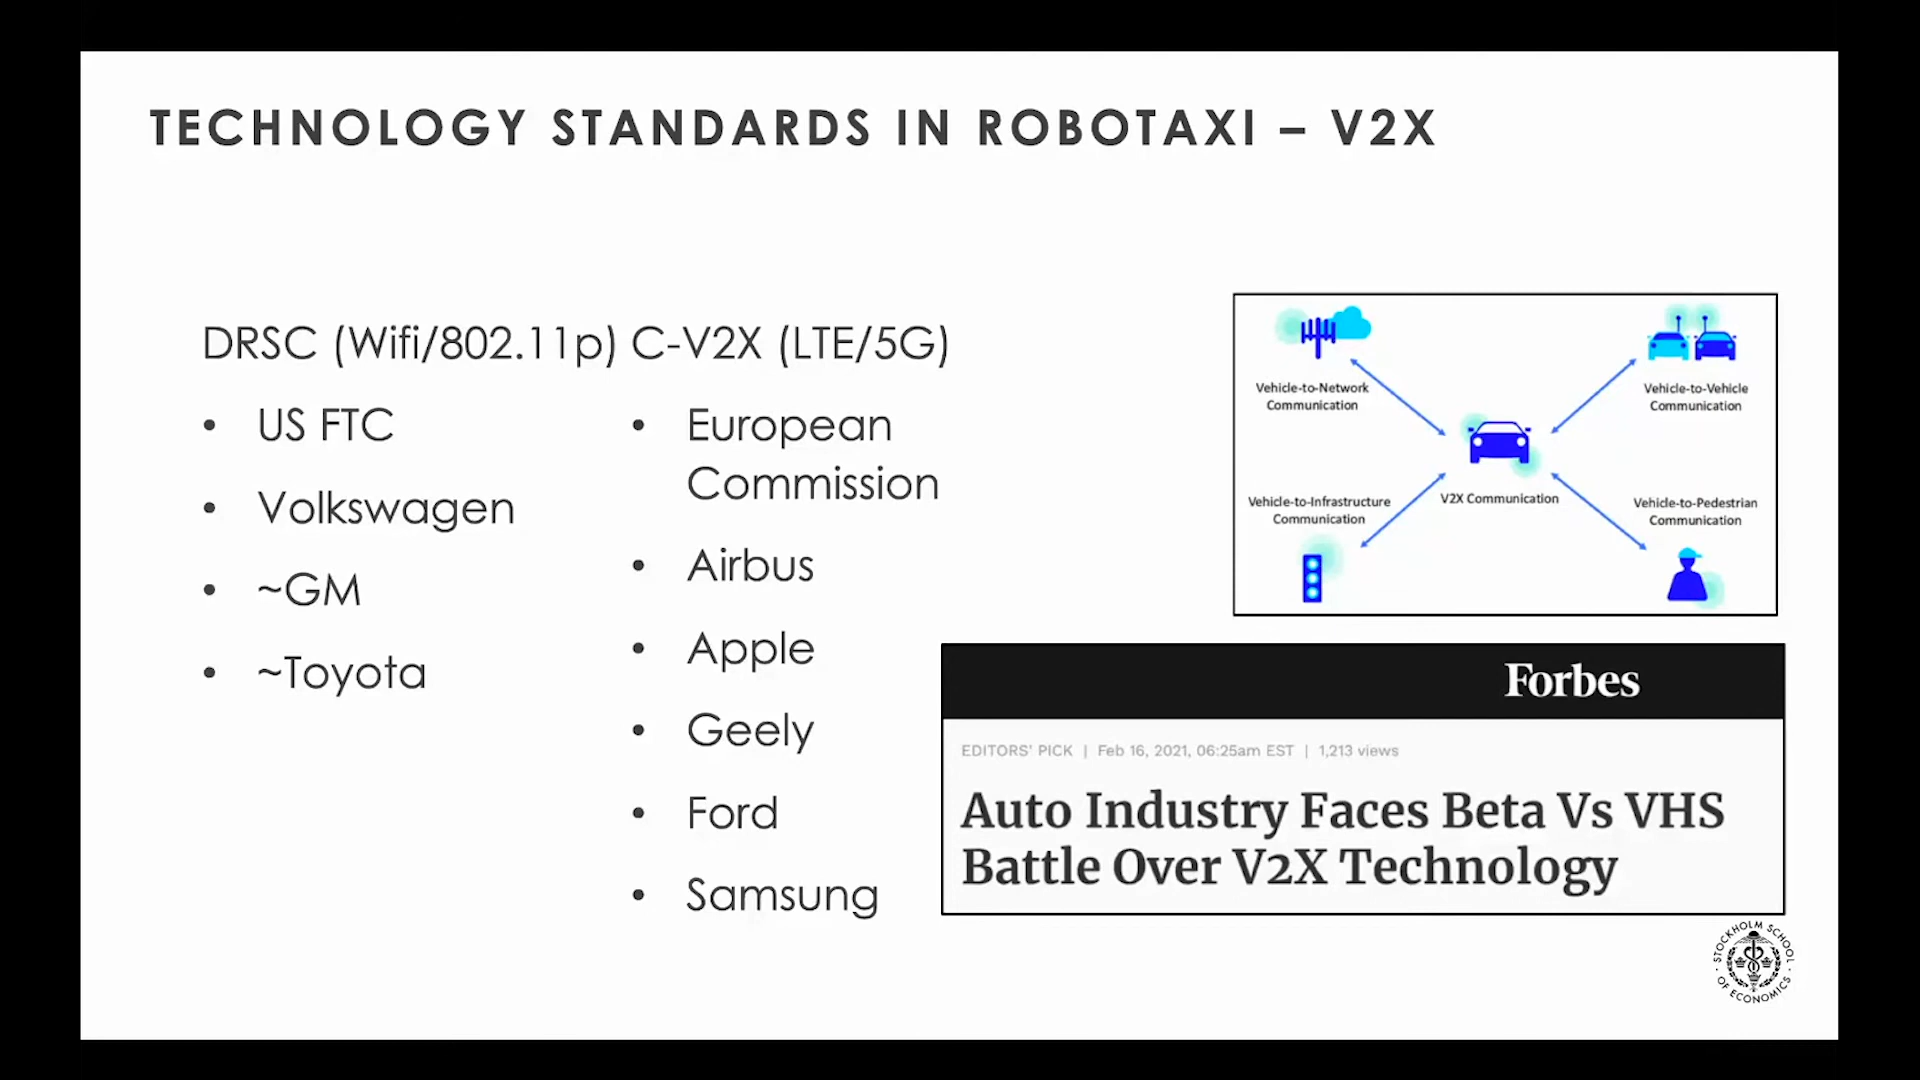 TECHNOLOGY STANDARDS IN ROBOTAXI – V2X
DRSC (Wifi/802.11p)
• US FTC
• Volkswagen
• ~GM
• ~Toyota
C-V2X (LTE/5G)
• European
Commission
• Airbus
• Apple
• Geely
• Ford
• Samsung
Vehicle-to-Network
Communication
Vehicle-to-Vehicle
Communication
V2X Communication
Vehicle-to-Infrastructure
Communication
Vehicle-to-Pedestrian
Communication
Forbes
EDITORS' PICK | Feb 16, 2021, 06:25am EST | 1,213 views
Auto Industry Faces Beta Vs VHS
Battle Over V2X Technology
STOCKHOLM SCHOOL
OF ECONOMICS